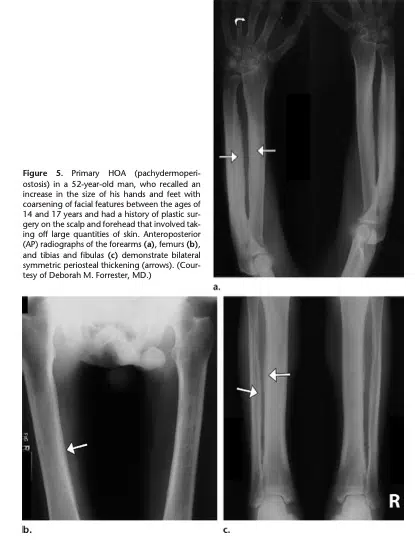 Figure 5. Primary HOA (pachydermoperi-
ostosis) in a 52-year-old man, who recalled an
increase in the size of his hands and feet with
coarsening of facial features between the ages of
14 and 17 years and had a history of plastic sur-
gery on the scalp and forehead that involved tak-
ing off large quantities of skin. Anteroposterior
(AP) radiographs of the forearms (a), femurs (b),
and tibias and fibulas (c) demonstrate bilateral
symmetric periosteal thickening (arrows). (Cour-
tesy of Deborah M. Forrester, MD.)
a.
R
R
b.
c.